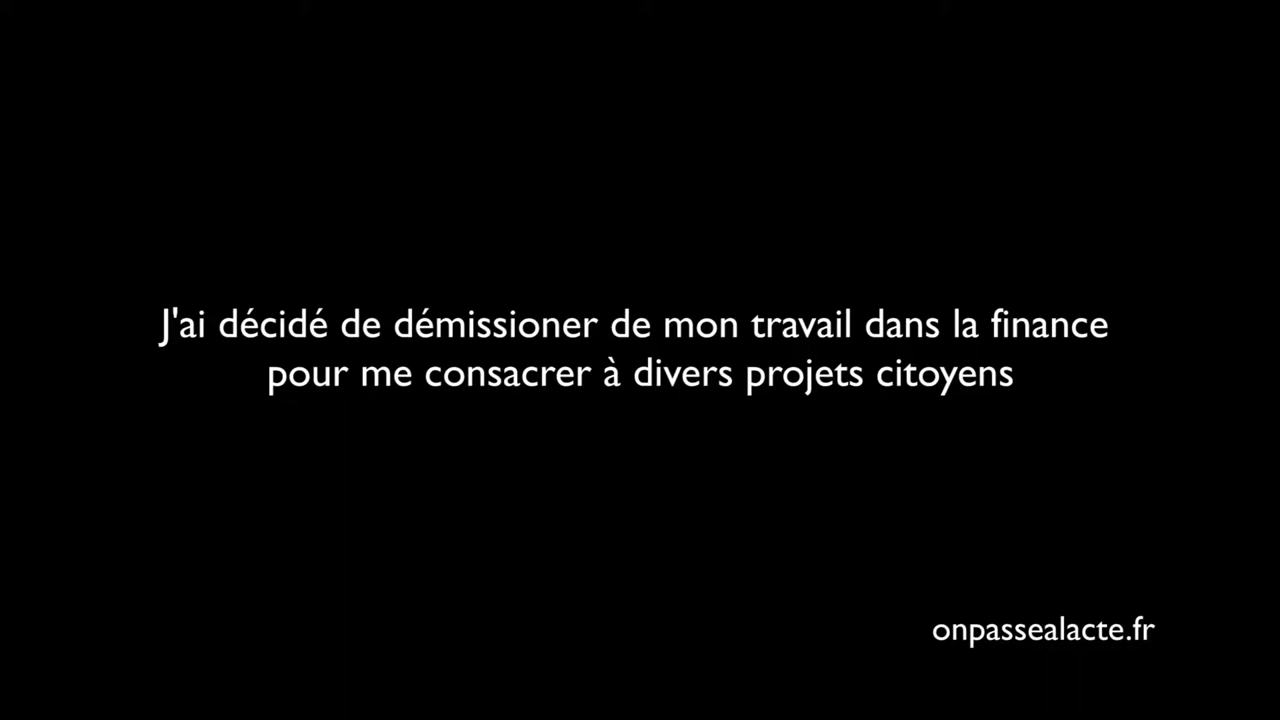 J'ai décidé de démissioner de mon travail dans la finance
pour me consacrer à divers projets citoyens
onpassealacte.fr